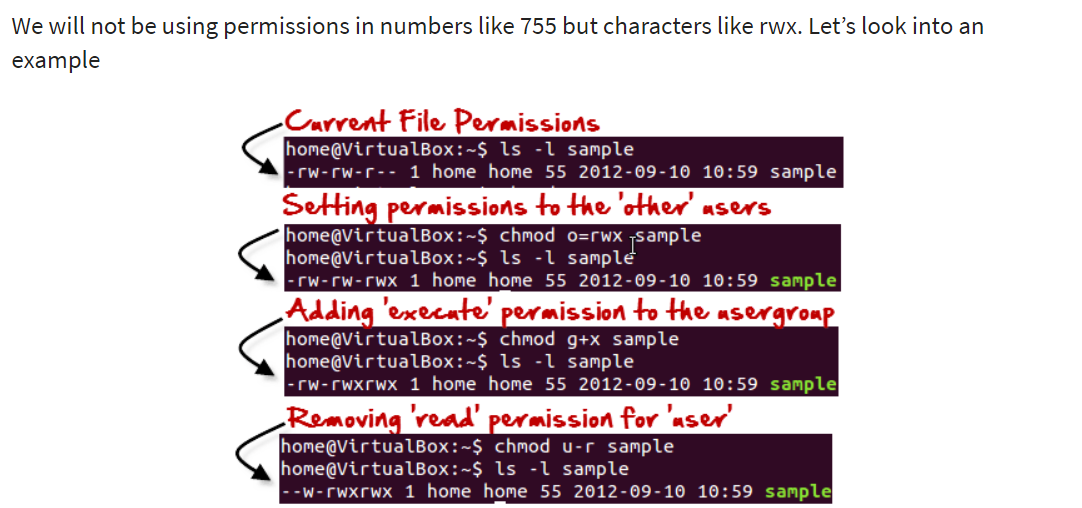 We will not be using permissions in numbers like 755 but characters like rwx. Let’s look into an
example
Current File Permissions
home@VirtualBox:~$ ls -l sample
-rw-rw-r-- 1 home home 55 2012-09-10 10:59 sample
Setting permissions to the 'other' users
home@VirtualBox:~$ chmod o=rwx sample
home@VirtualBox:~$ ls -l sample
-rw-rw-rwx 1 home home 55 2012-09-10 10:59 sample
Adding 'execute' permission to the usergroup
home@VirtualBox:~$ chmod g+x sample
home@VirtualBox:~$ ls -l sample
-rw-rwxrwx 1 home home 55 2012-09-10 10:59 sample
Removing 'read' permission for 'user'
home@VirtualBox:~$ chmod u-r sample
home@VirtualBox:~$ ls -l sample
--w-rwxrwx 1 home home 55 2012-09-10 10:59 sample